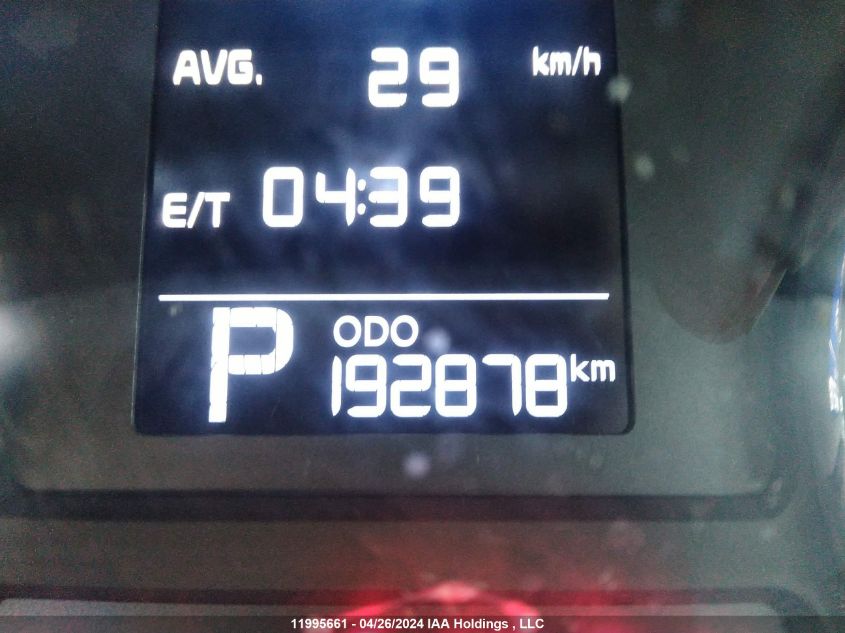 AVG. 29 km/h
E/T 04:39
P ODO
192878 km
11995661 - 04/26/2024 IAA Holdings , LLC